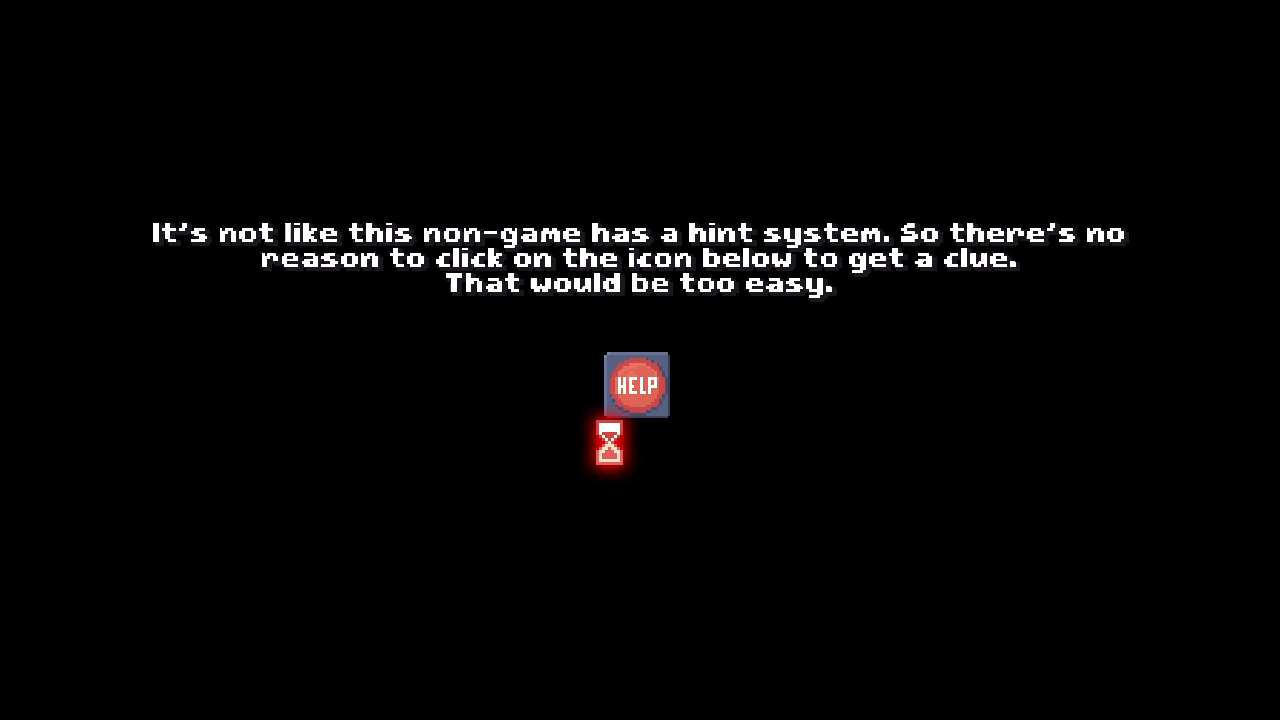 It's not like this non-game has a hint system. So there's no
reason to click on the icon below to get a clue.
That would be too easy.
HELP